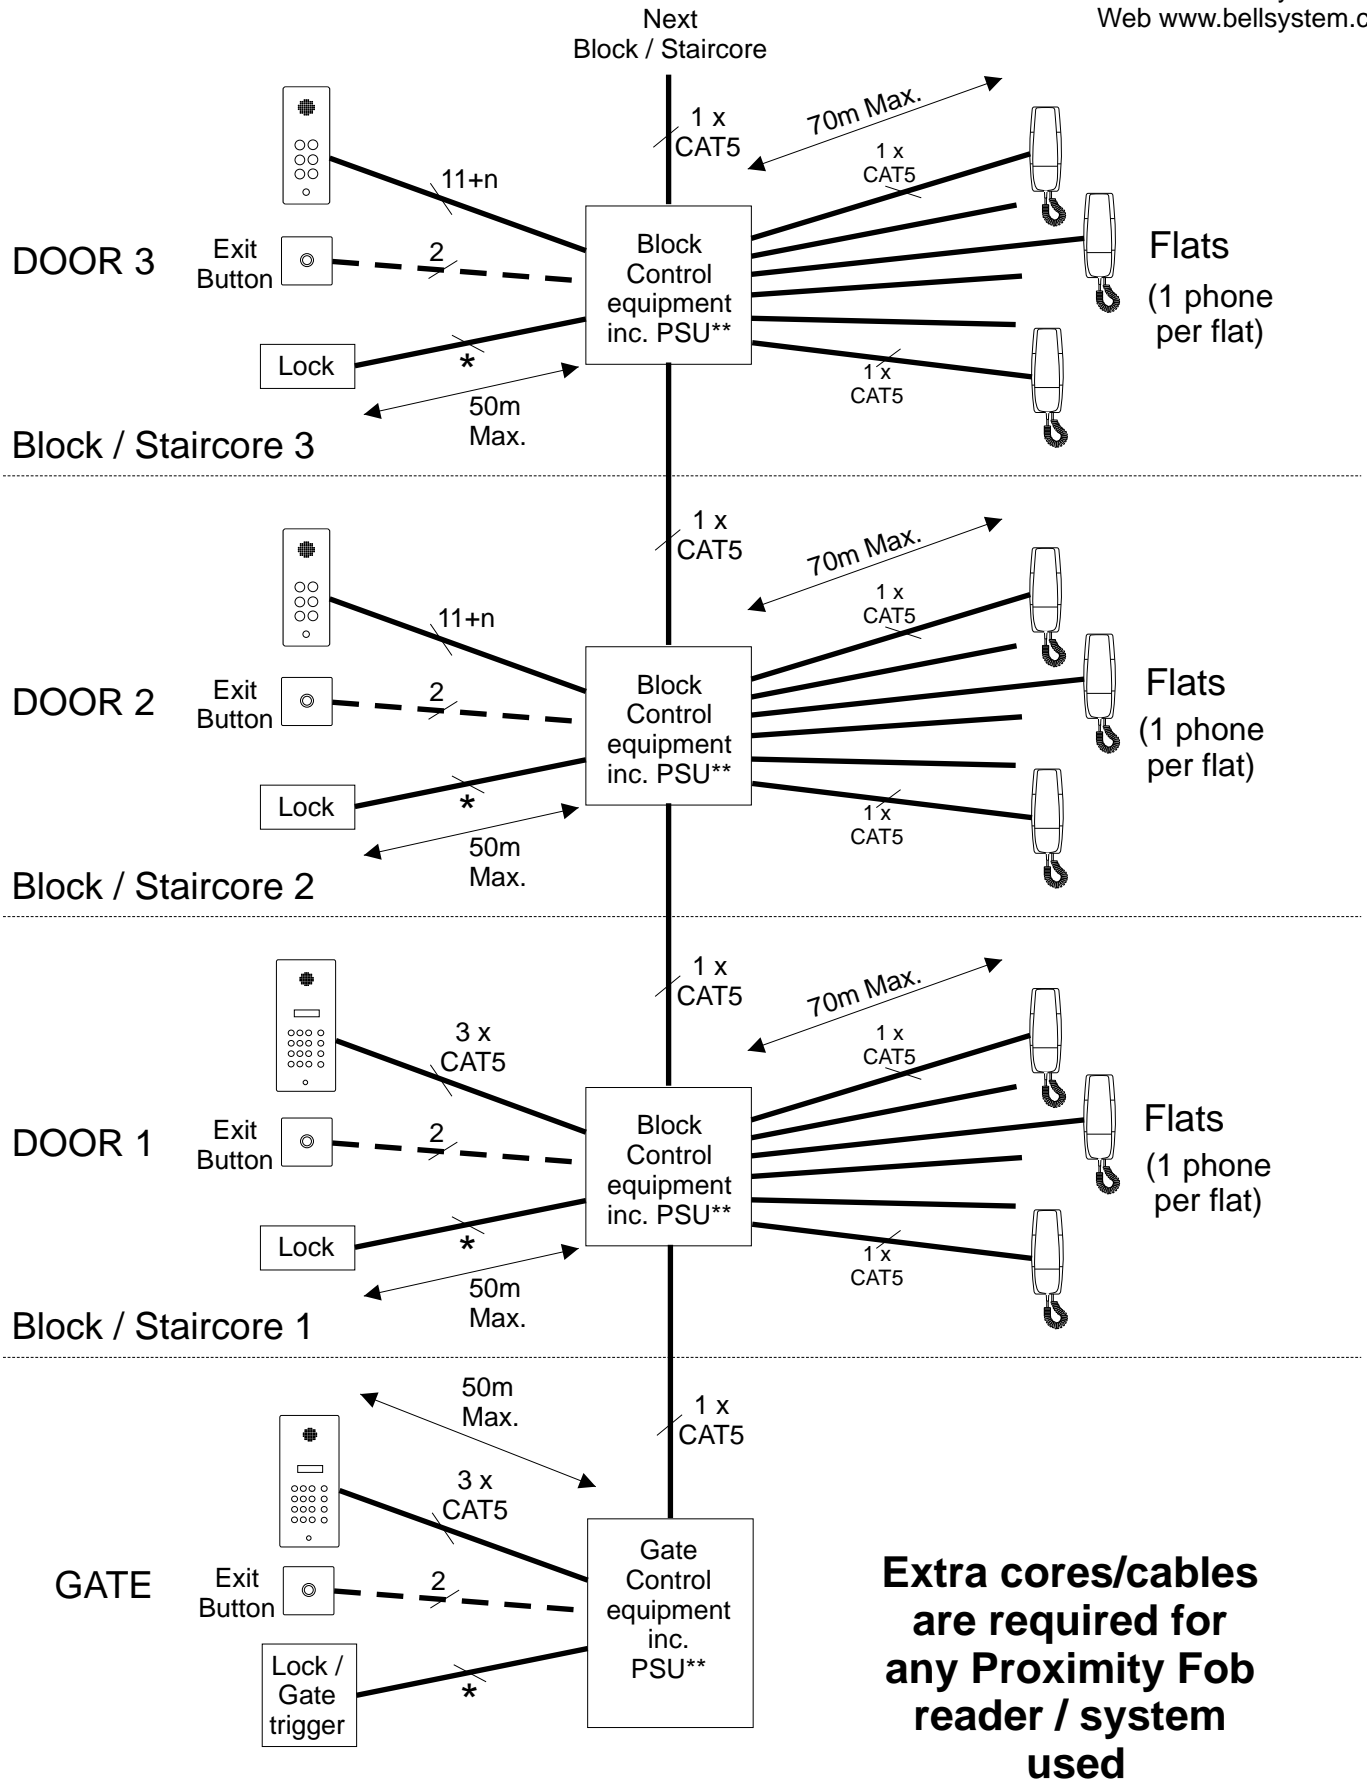 Web www.bellsystem.c
Next
Block / Staircore
1 x
CAT5
70m Max.
1 x
CAT5
11+n
DOOR 3
Exit
Button
2
Block
Control
equipment
inc. PSU**
Flats
(1 phone
per flat)
Lock
*
50m
Max.
1 x
CAT5
Block / Staircore 3
1 x
CAT5
70m Max.
1 x
CAT5
11+n
DOOR 2
Exit
Button
2
Block
Control
equipment
inc. PSU**
Flats
(1 phone
per flat)
Lock
*
50m
Max.
1 x
CAT5
Block / Staircore 2
1 x
CAT5
70m Max.
1 x
CAT5
3 x
CAT5
DOOR 1
Exit
Button
2
Block
Control
equipment
inc. PSU**
Flats
(1 phone
per flat)
Lock
*
50m
Max.
1 x
CAT5
Block / Staircore 1
50m
Max.
1 x
CAT5
3 x
CAT5
GATE
Exit
Button
2
Gate
Control
equipment
inc.
PSU**
Lock /
Gate
trigger
*
Extra cores/cables
are required for
any Proximity Fob
reader / system
used